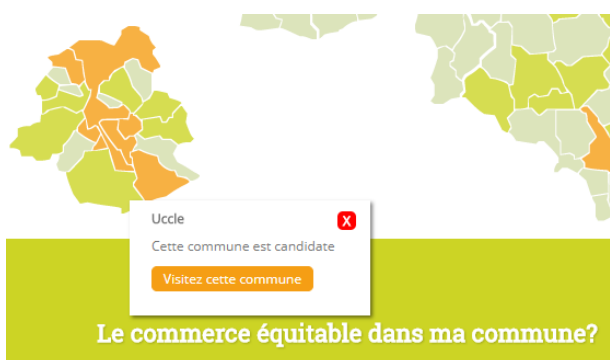 Uccle
X
Cette commune est candidate
Visitez cette commune
Le commerce équitable dans ma commune?